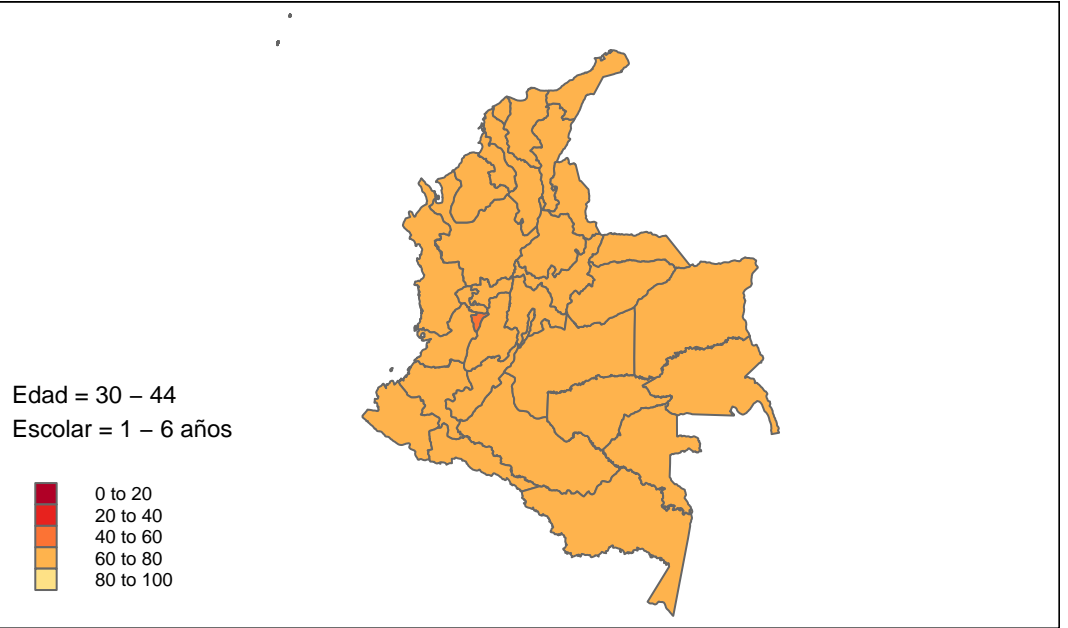 Edad = 30 – 44
Escolar = 1 – 6 años
0 to 20
20 to 40
40 to 60
60 to 80
80 to 100